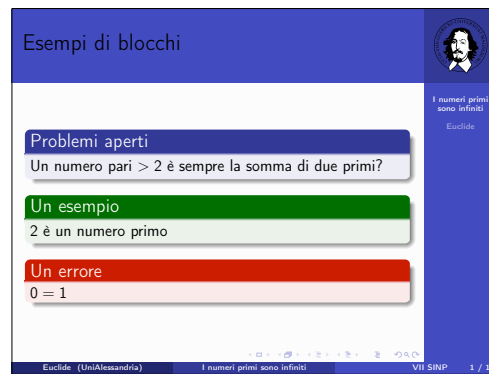 Esempi di blocchi
I numeri primi
sono infiniti
Euclide
Problemi aperti
Un numero pari > 2 è sempre la somma di due primi?
Un esempio
2 è un numero primo
Un errore
0 = 1
Euclide (UniAlessandria) I numeri primi sono infiniti VII SINP 1 / 1